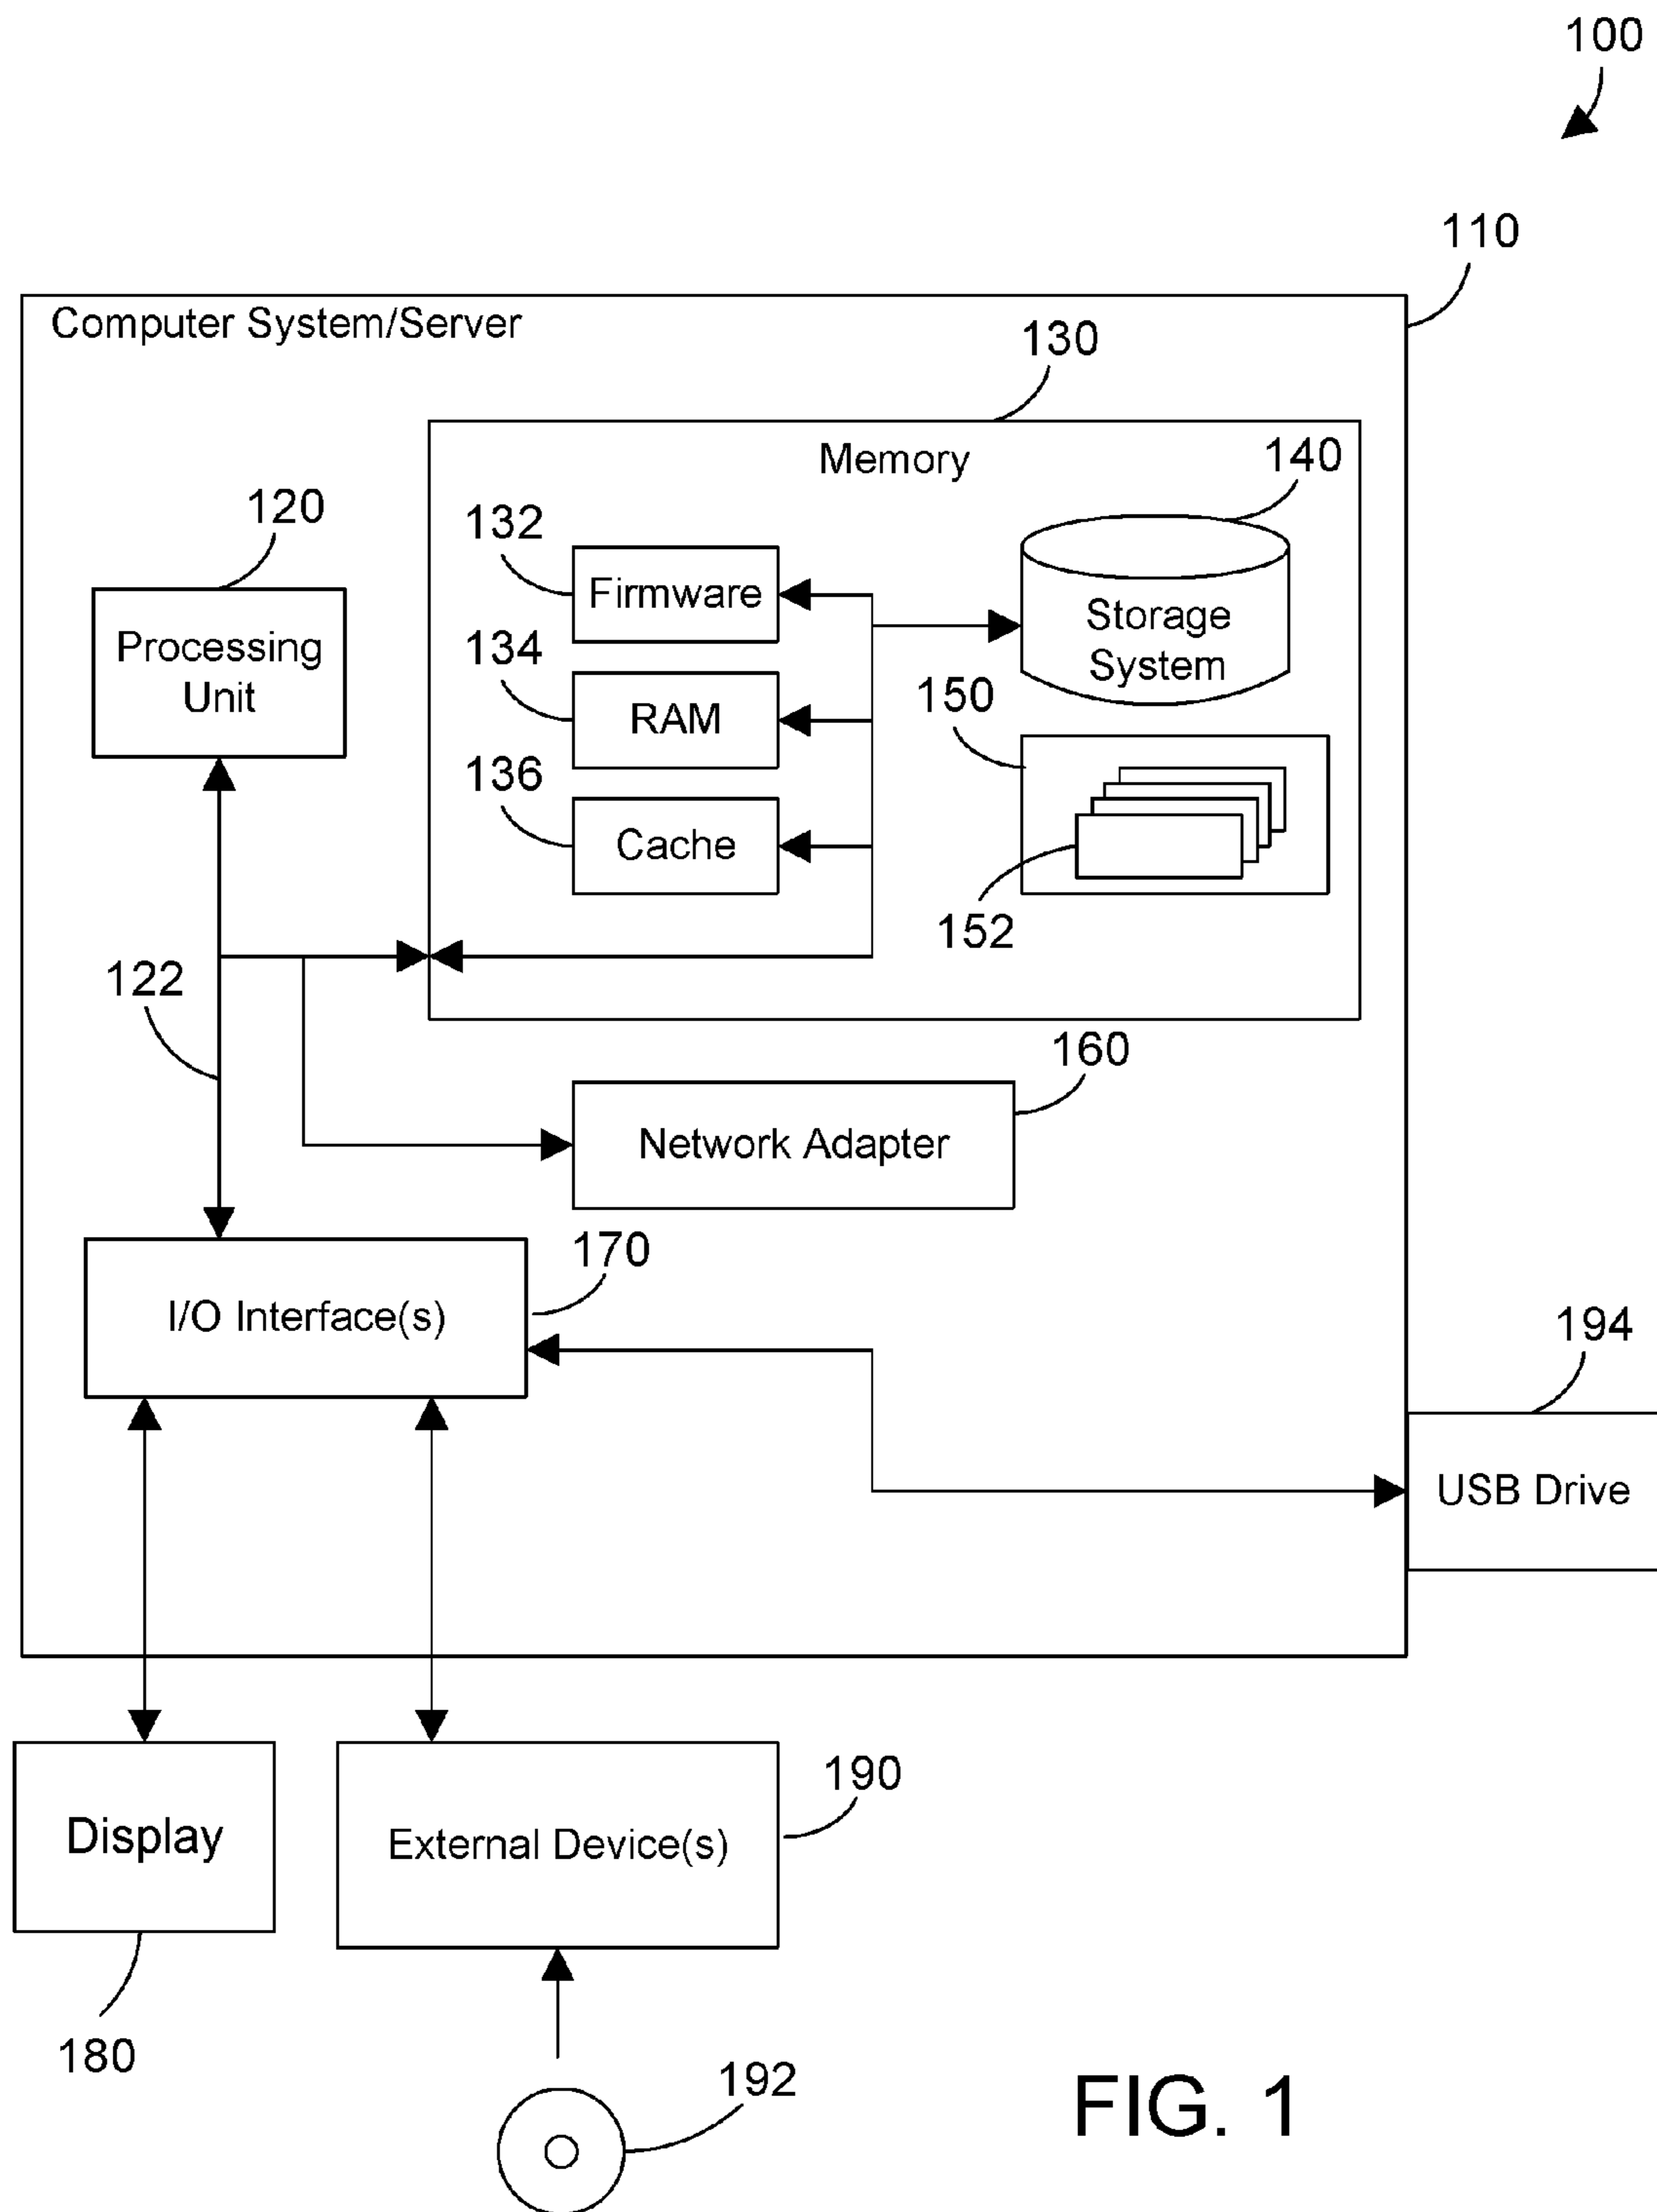 100
110
Computer System/Server
130
Memory
140
120
132
Firmware
Storage
System
Processing
Unit
134
RAM
150
136
Cache
152
122
160
Network Adapter
170
I/O Interface(s)
194
USB Drive
190
Display
External Device(s)
180
192
FIG. 1